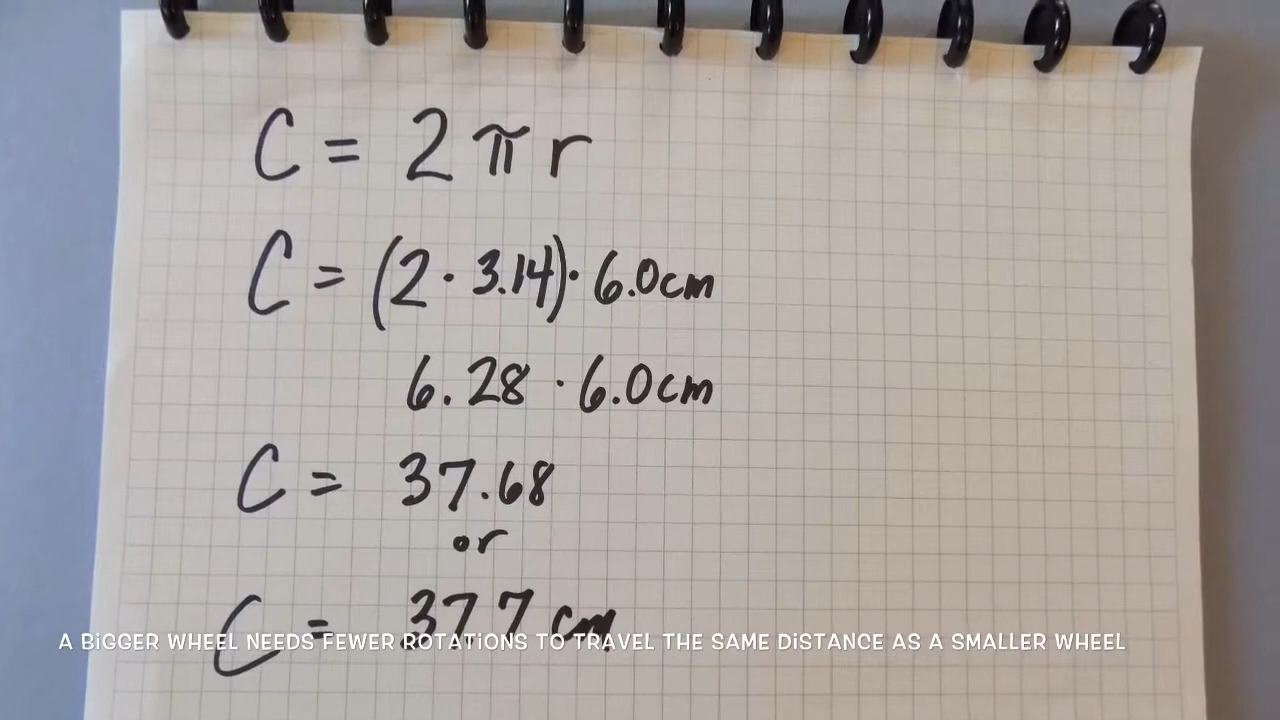 C = 2 π r
C = (2 · 3.14) · 6.0cm
6.28 · 6.0cm
C = 37.68
or
C = 37.7 cm
A BIGGER WHEEL NEEDS FEWER ROTATIONS TO TRAVEL THE SAME DISTANCE AS A SMALLER WHEEL